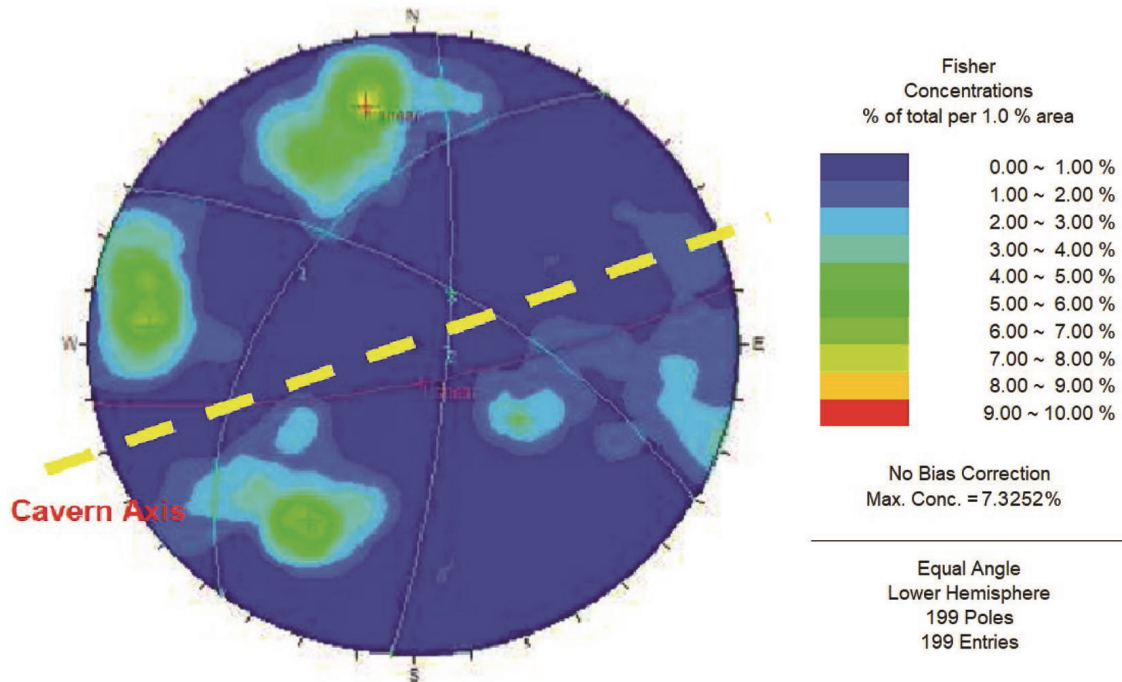 N
W
E
S
Cavern Axis
Fisher
Concentrations
% of total per 1.0 % area
0.00 ~ 1.00 %
1.00 ~ 2.00 %
2.00 ~ 3.00 %
3.00 ~ 4.00 %
4.00 ~ 5.00 %
5.00 ~ 6.00 %
6.00 ~ 7.00 %
7.00 ~ 8.00 %
8.00 ~ 9.00 %
9.00 ~ 10.00 %
No Bias Correction
Max. Conc. = 7.3252%
Equal Angle
Lower Hemisphere
199 Poles
199 Entries